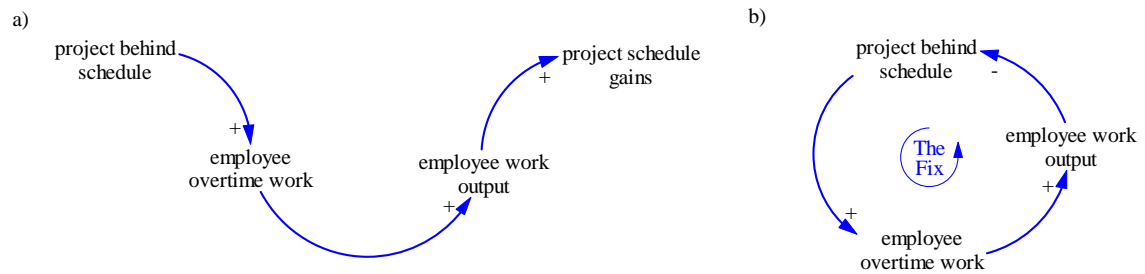 a)
project behind
schedule
+
employee
overtime work
+
employee work
output
+
project schedule
gains
b)
project behind
schedule
-
employee work
output
+
The
Fix
+
employee
overtime work